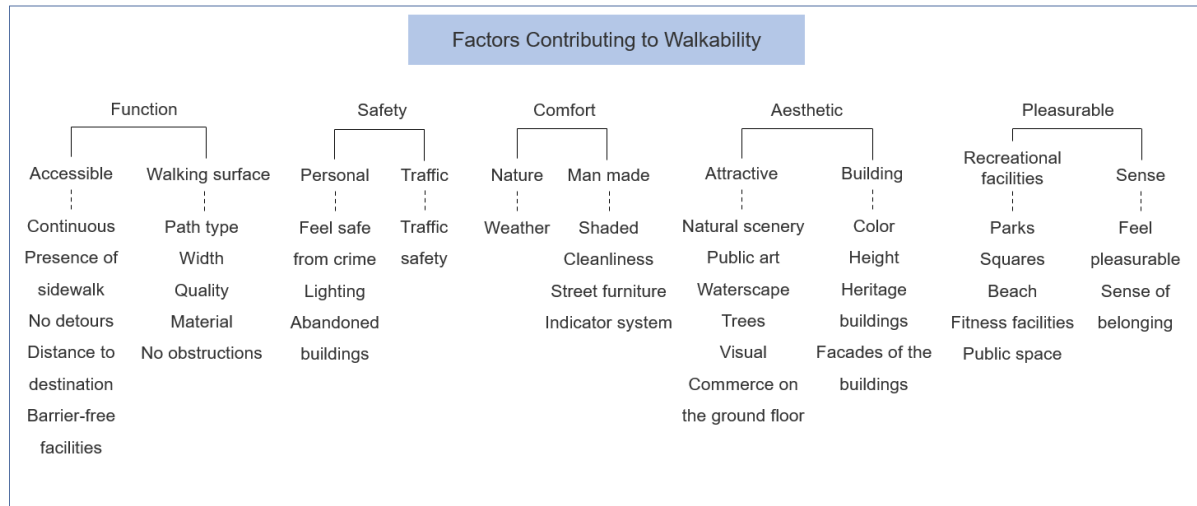 Factors Contributing to Walkability
Function
Safety
Comfort
Aesthetic
Pleasurable
Accessible
Walking surface
Personal
Traffic
Nature
Man made
Attractive
Building
Recreational
facilities
Sense
Continuous
Presence of
sidewalk
No detours
Distance to
destination
Barrier-free
facilities
Path type
Width
Quality
Material
No obstructions
Feel safe
from crime
Lighting
Abandoned
buildings
Traffic
safety
Weather
Shaded
Cleanliness
Street furniture
Indicator system
Natural scenery
Public art
Waterscape
Trees
Visual
Commerce on
the ground floor
Color
Height
Heritage
buildings
Facades of the
buildings
Parks
Squares
Beach
Fitness facilities
Public space
Feel
pleasurable
Sense of
belonging